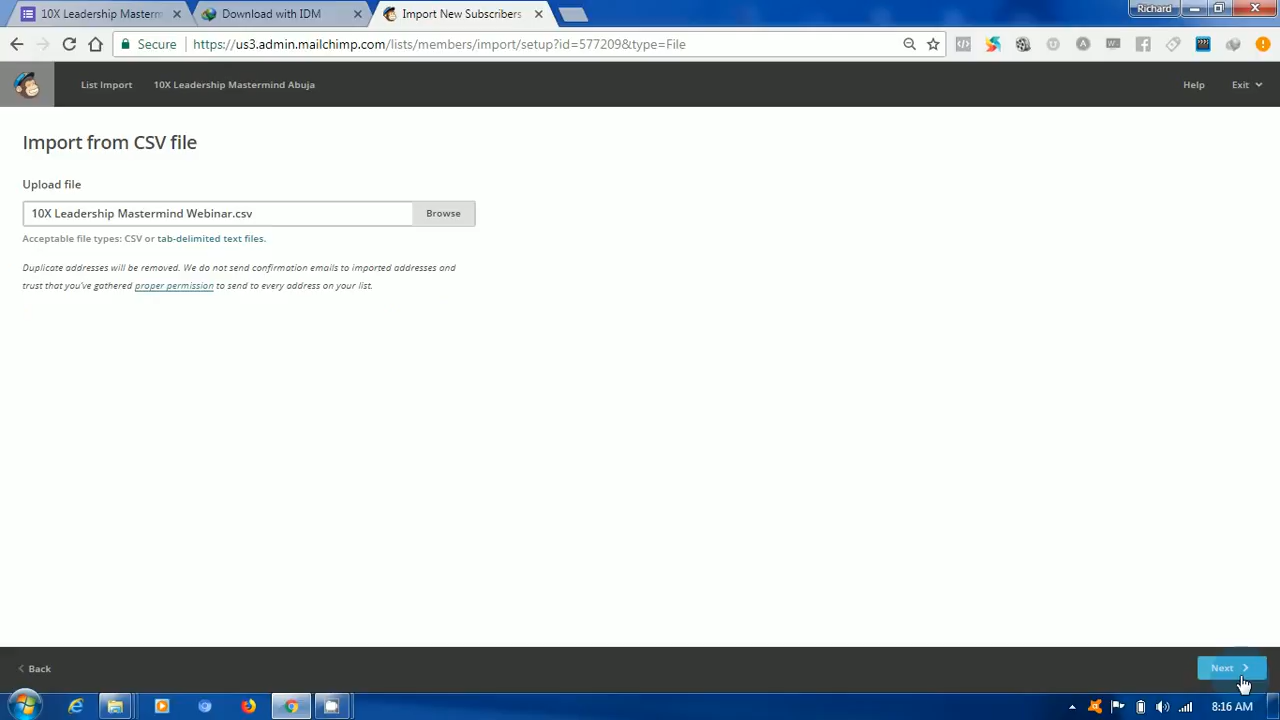 10X Leadership Masterm
Download with IDM
Import New Subscribers
Richard
Secure
https://us3.admin.mailchimp.com/lists/members/import/setup?id=577209&type=File
List Import
10X Leadership Mastermind Abuja
Help
Exit
Import from CSV file
Upload file
10X Leadership Mastermind Webinar.csv
Browse
Acceptable file types: CSV or tab-delimited text files.
Duplicate addresses will be removed. We do not send confirmation emails to imported addresses and
trust that you've gathered proper permission to send to every address on your list.
Back
Next
8:16 AM